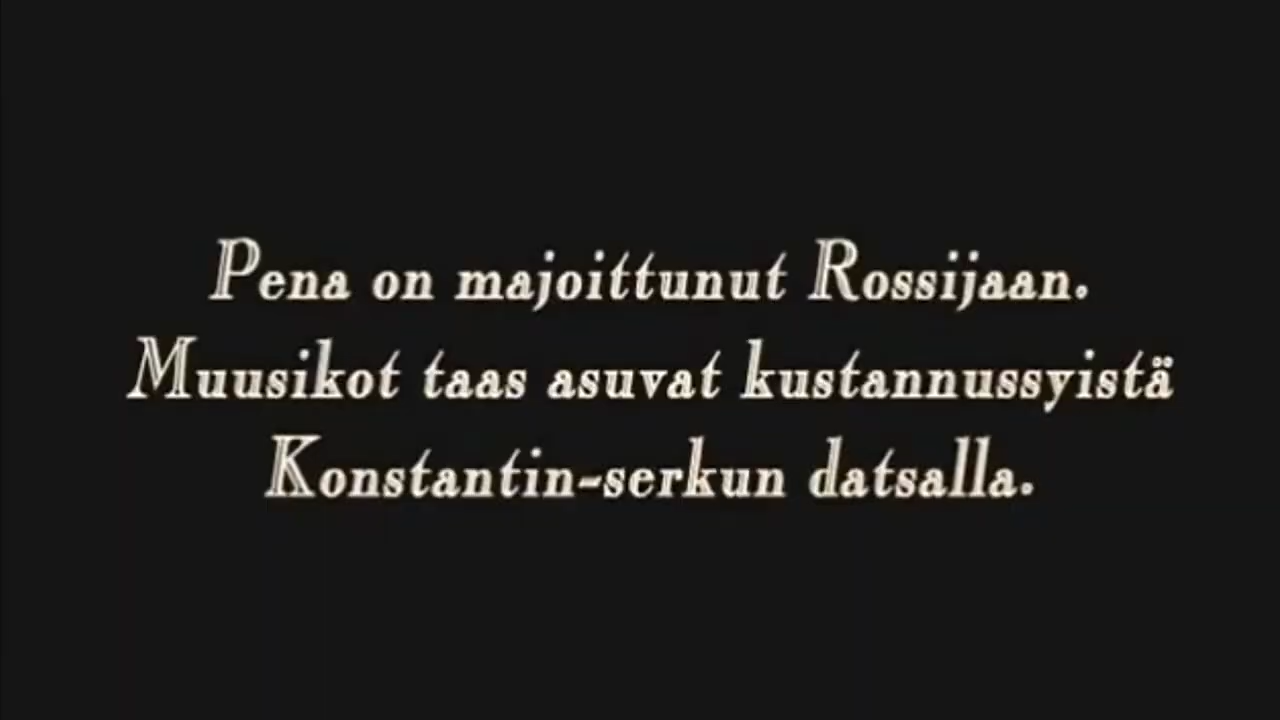 Pena on majoittunut Rossijaan.
Muusikot taas asuvat kustannussyistä
Konstantin-serkun datsalla.